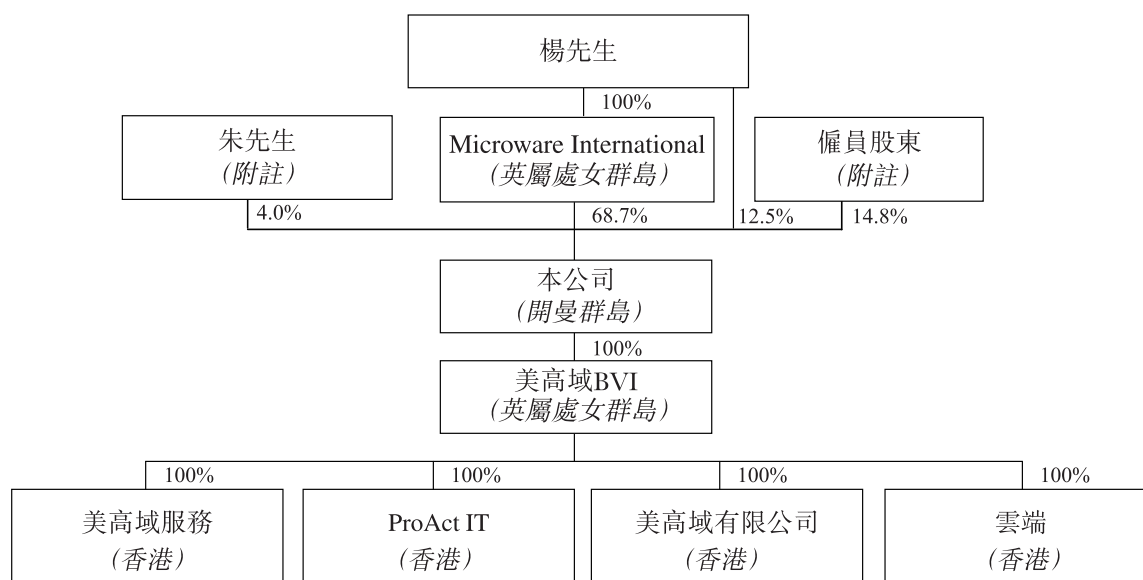 楊先生
100%
朱先生
（附註）
Microware International
（英屬處女群島）
僱員股東
（附註）
4.0%
68.7%
12.5%
14.8%
本公司
（開曼群島）
100%
美高域BVI
（英屬處女群島）
100%
100%
100%
100%
美高域服務
（香港）
ProAct IT
（香港）
美高域有限公司
（香港）
雲端
（香港）